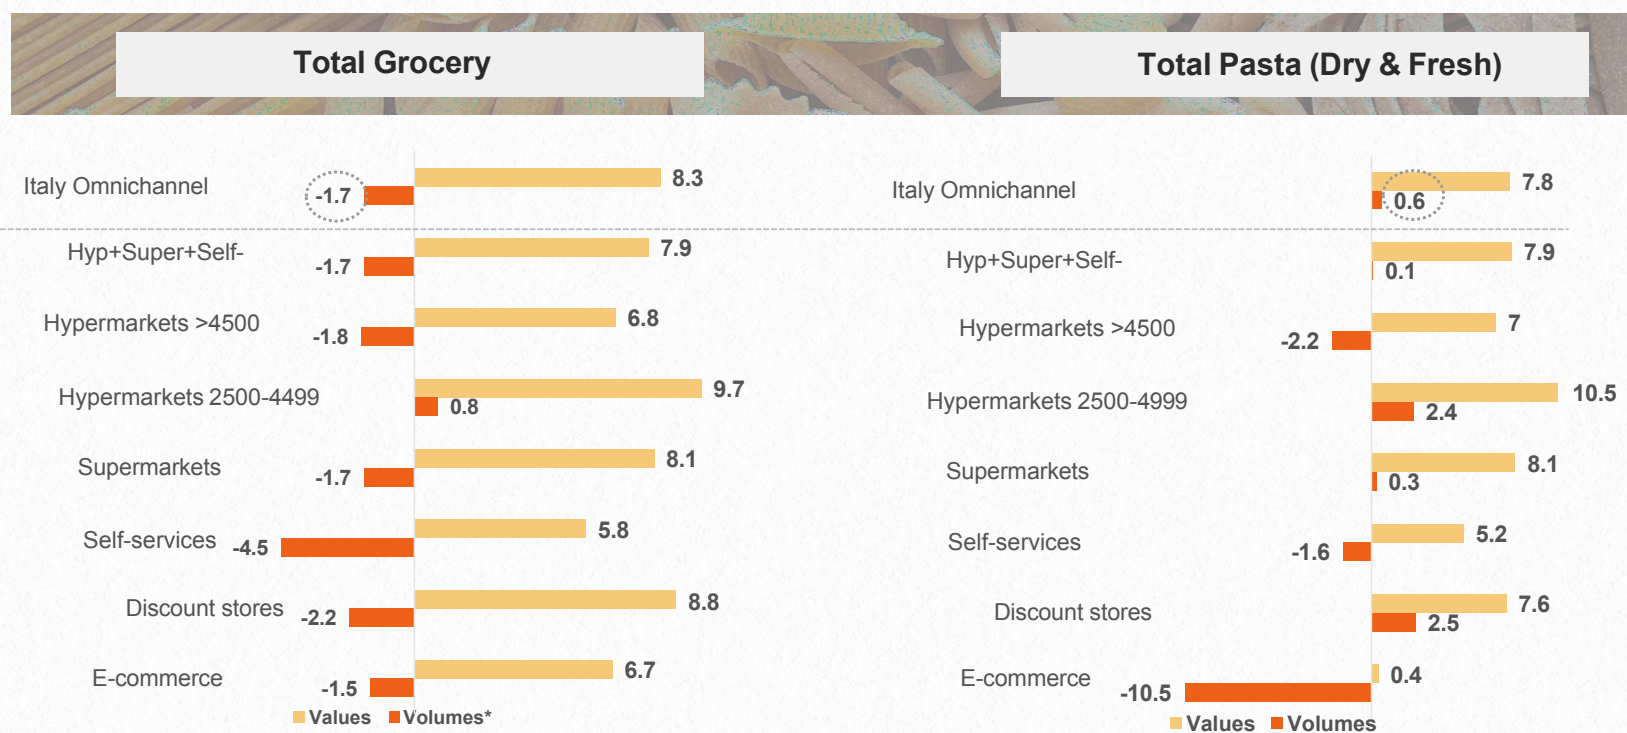 Total Grocery
Total Pasta (Dry & Fresh)
Italy Omnichannel
-1.7
8.3
Hyp+Super+Self-
-1.7
7.9
Hypermarkets >4500
-1.8
6.8
Hypermarkets 2500-4499
9.7
0.8
Supermarkets
-1.7
8.1
Self-services
-4.5
5.8
Discount stores
-2.2
8.8
E-commerce
-1.5
6.7
Values Volumes*
Italy Omnichannel
7.8
0.6
Hyp+Super+Self-
7.9
0.1
Hypermarkets >4500
-2.2
7
Hypermarkets 2500-4999
10.5
2.4
Supermarkets
8.1
0.3
Self-services
-1.6
5.2
Discount stores
7.6
2.5
E-commerce
-10.5
0.4
Values Volumes